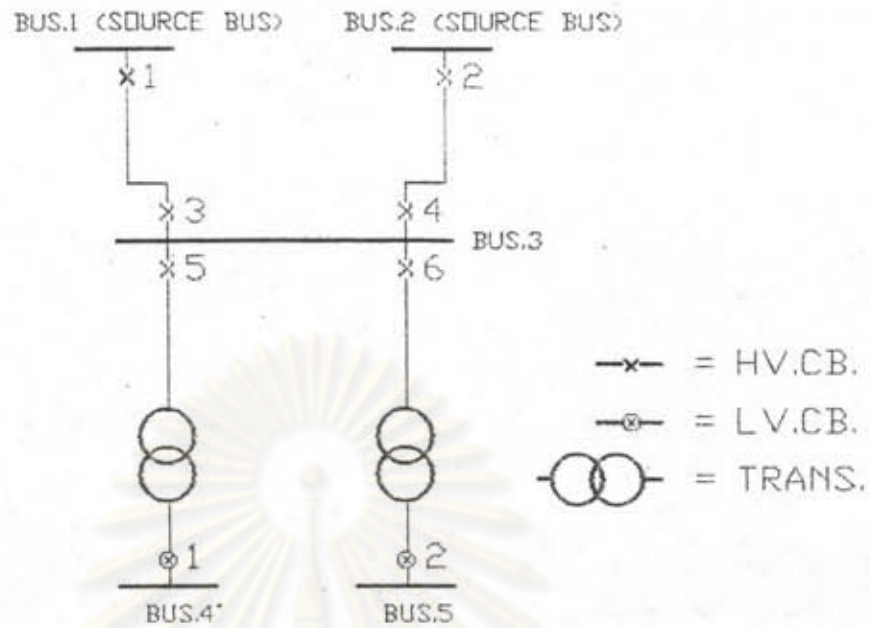 BUS.1 (SOURCE BUS) BUS.2 (SOURCE BUS)
1 2
3 4
BUS.3
5 6
= HV.CB.
= LV.CB.
= TRANS.
1 2
BUS.4 BUS.5